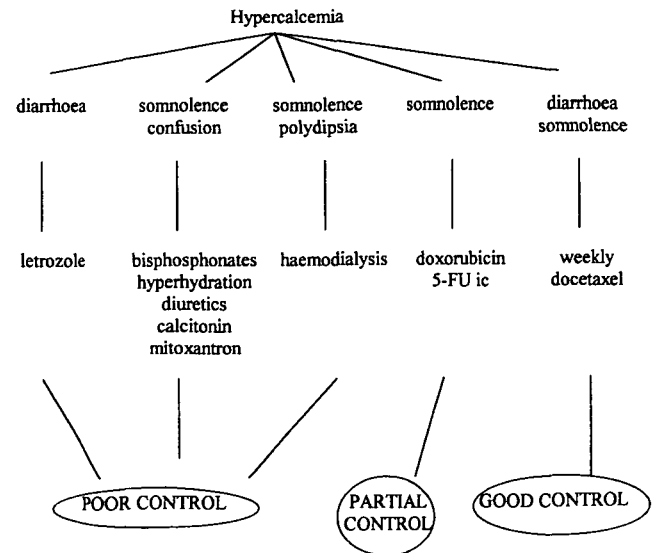 Hypercalcemia
diarrhoea
somnolence
confusion
somnolence
polydipsia
somnolence
diarrhoea
somnolence
letrozole
bisphosphonates
hyperhydration
diuretics
calcitonin
mitoxantron
haemodialysis
doxorubicin
5-FU ic
weekly
docetaxel
POOR CONTROL
PARTIAL
CONTROL
GOOD CONTROL